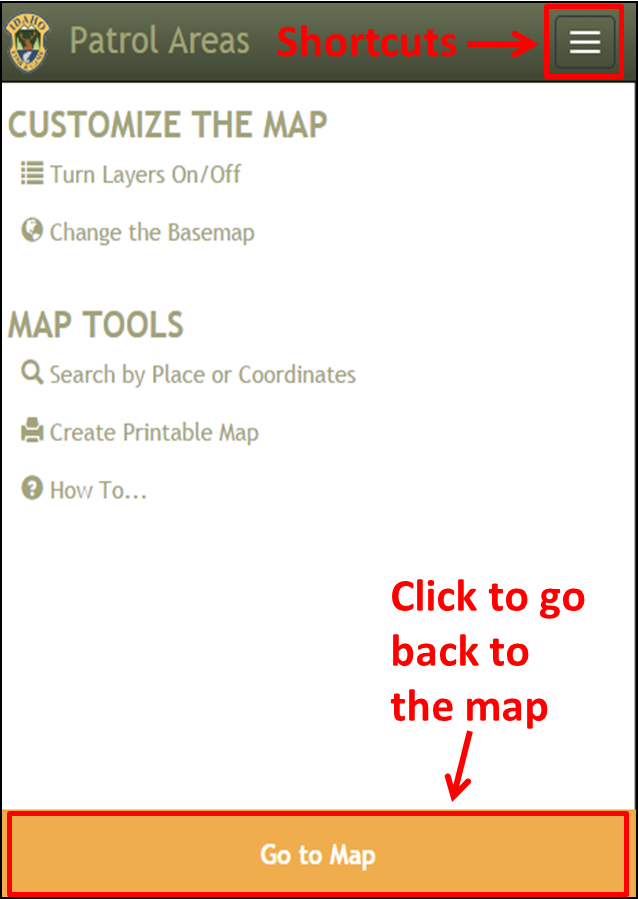 IDAHO
Patrol Areas
Shortcuts
CUSTOMIZE THE MAP
Turn Layers On/Off
Change the Basemap
MAP TOOLS
Search by Place or Coordinates
Create Printable Map
How To...
Click to go
back to
the map
Go to Map